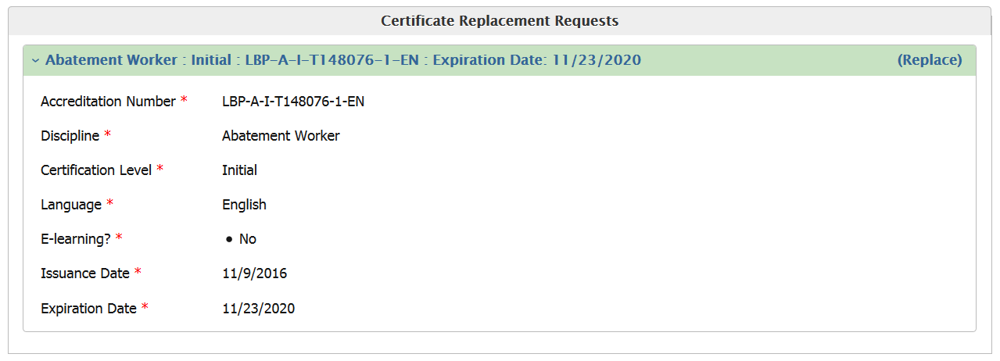 Certificate Replacement Requests
Abatement Worker : Initial : LBP-A-I-T148076-1-EN : Expiration Date: 11/23/2020 (Replace)
Accreditation Number * LBP-A-I-T148076-1-EN
Discipline * Abatement Worker
Certification Level * Initial
Language * English
E-learning? * • No
Issuance Date * 11/9/2016
Expiration Date * 11/23/2020